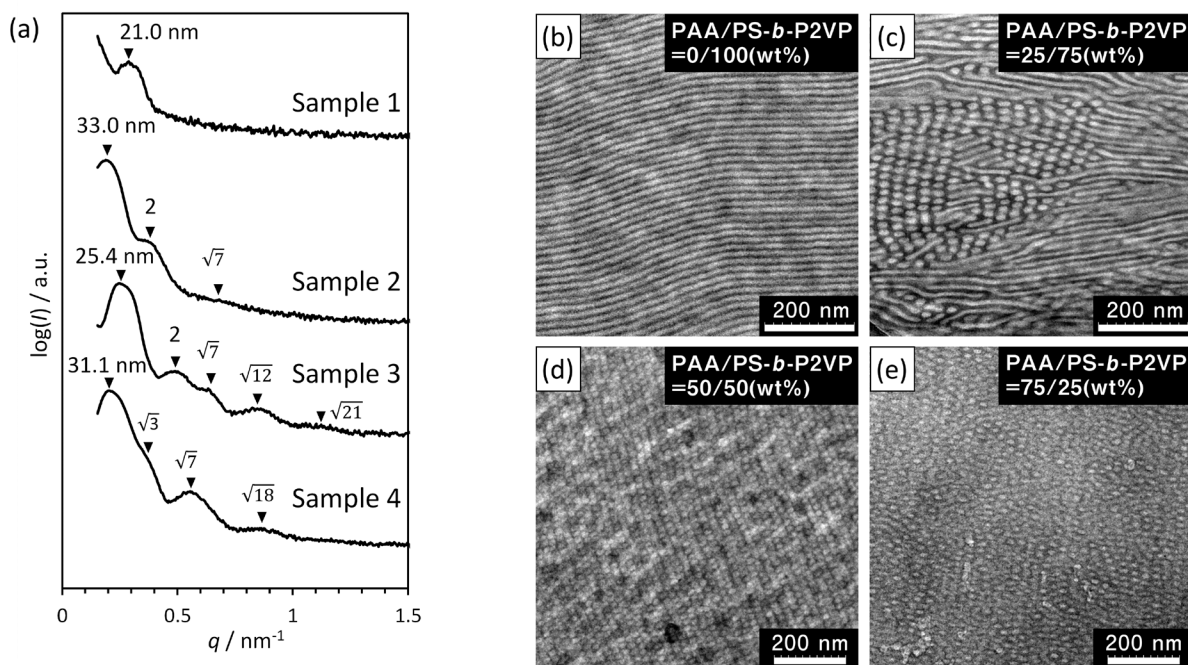 (a)
21.0 nm
Sample 1
33.0 nm
2
√7
Sample 2
25.4 nm
2
√7
√12
√21
Sample 3
31.1 nm
√3
√7
√18
Sample 4
log(I) / a.u.
0
0.5
1
1.5
q / nm⁻¹
(b)
PAA/PS-b-P2VP
=0/100(wt%)
200 nm
(c)
PAA/PS-b-P2VP
=25/75(wt%)
200 nm
(d)
PAA/PS-b-P2VP
=50/50(wt%)
200 nm
(e)
PAA/PS-b-P2VP
=75/25(wt%)
200 nm